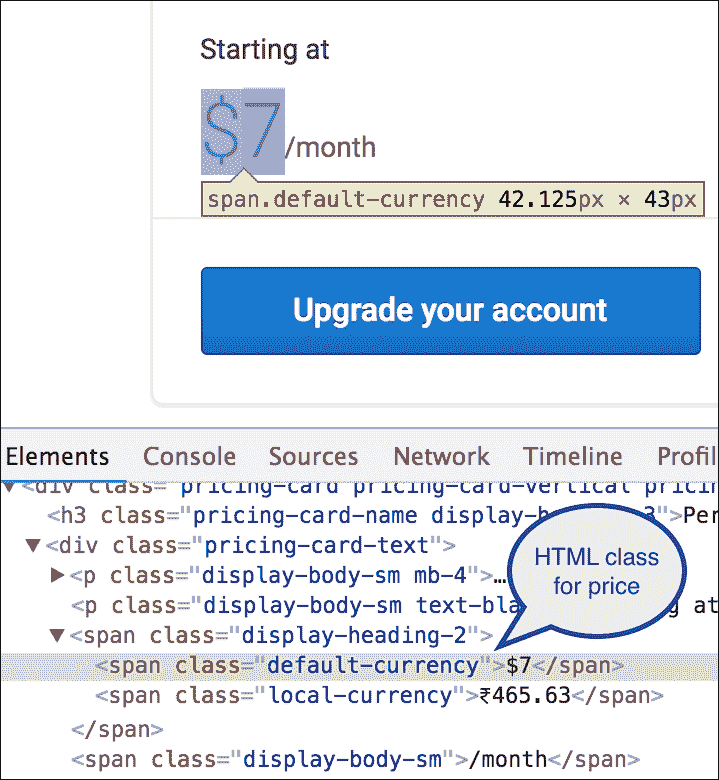 Starting at
$7/month
span.default-currency 42.125px × 43px
Upgrade your account
Elements Console Sources Network Timeline Profil
▼<div class="pricing-card pricing-card-vertical pricin
<h3 class="pricing-card-name display-h 3">Per
▼<div class="pricing-card-text">
▶<p class="display-body-sm mb-4">…
<p class="display-body-sm text-bla g at
HTML class
for price
▼<span class="display-heading-2">
<span class="default-currency">$7</span>
<span class="local-currency">₹465.63</span>
</span>
<span class="display-body-sm">/month</span>